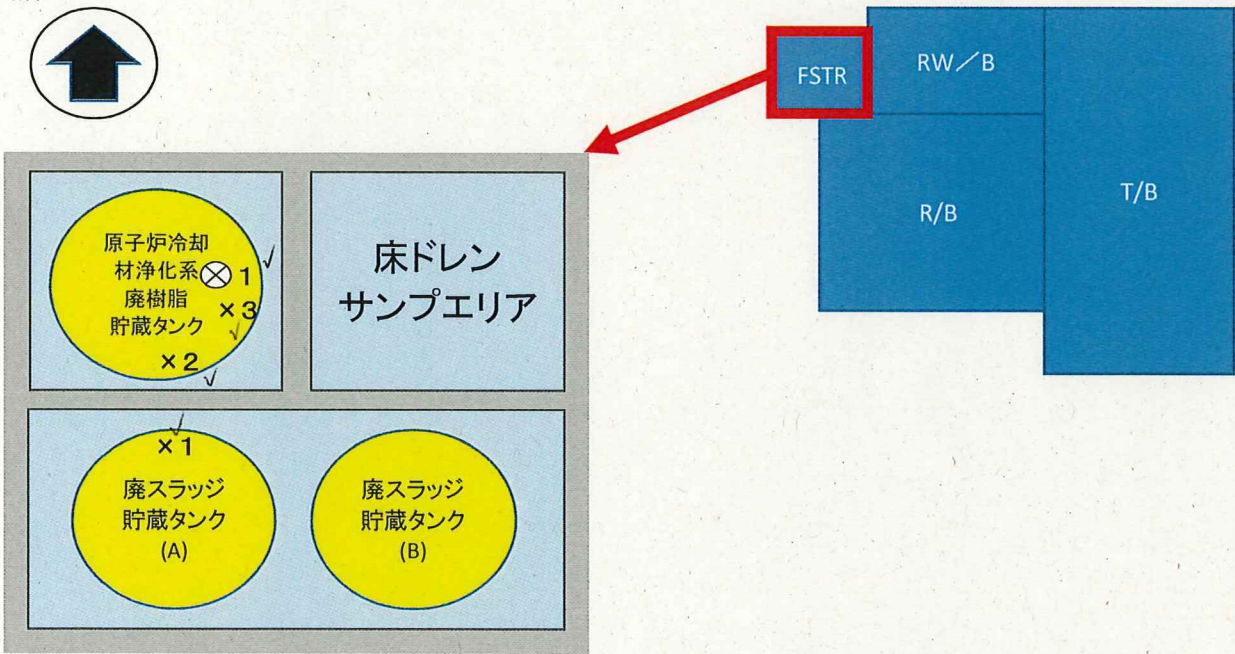 FSTR
RW/B
R/B
T/B
原子炉冷却
材浄化系⊗1
廃樹脂
×3
貯蔵タンク
×2
床ドレン
サンプエリア
×1
廃スラッジ
貯蔵タンク
(A)
廃スラッジ
貯蔵タンク
(B)